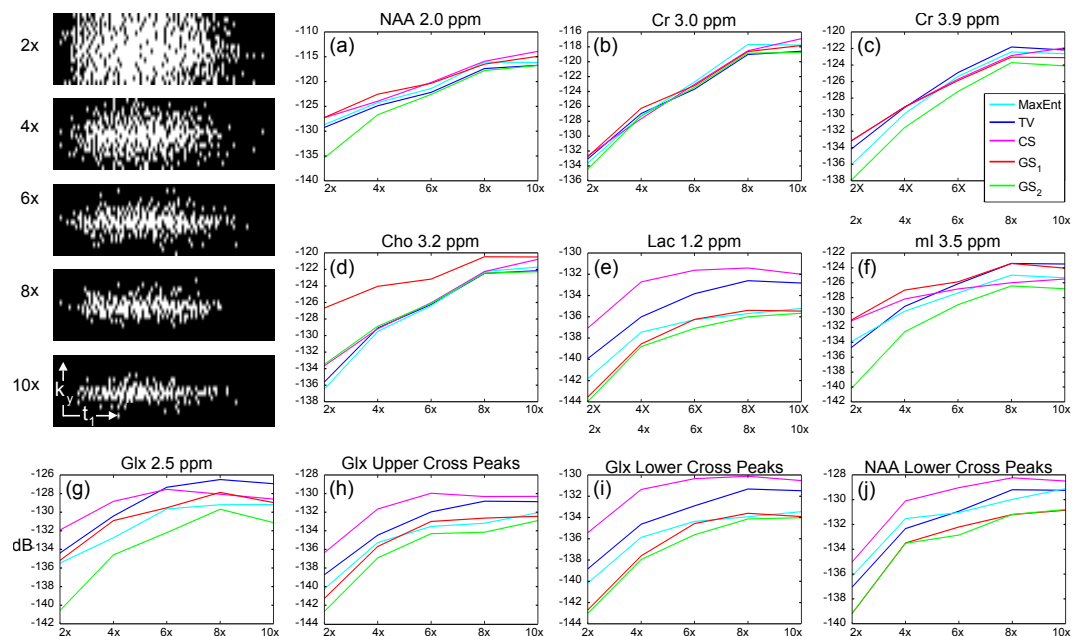 2x
4x
6x
8x
10x
k_y
t_1
NAA 2.0 ppm
(a)
-110
-115
-120
-125
-130
-135
-140
2x 4x 6x 8x 10x
Cr 3.0 ppm
(b)
-116
-118
-120
-122
-124
-126
-128
-130
-132
-134
-136
2x 4x 6x 8x 10x
Cr 3.9 ppm
(c)
-120
-122
-124
-126
-128
-130
-132
-134
-136
-138
2x 4X 6X 8x 10x
2x 4x 6x 8x 10x
MaxEnt
TV
CS
GS_1
GS_2
Cho 3.2 ppm
(d)
-120
-122
-124
-126
-128
-130
-132
-134
-136
-138
2x 4x 6x 8x 10x
Lac 1.2 ppm
(e)
-130
-132
-134
-136
-138
-140
-142
-144
2X 4X 6X 8X 10X
2x 4x 6x 8x 10x
mI 3.5 ppm
(f)
-122
-124
-126
-128
-130
-132
-134
-136
-138
-140
-142
2x 4x 6x 8x 10x
Glx 2.5 ppm
(g)
dB
-126
-128
-130
-132
-134
-136
-138
-140
-142
2x 4x 6x 8x 10x
Glx Upper Cross Peaks
(h)
-128
-130
-132
-134
-136
-138
-140
-142
-144
2x 4x 6x 8x 10x
Glx Lower Cross Peaks
(i)
-130
-132
-134
-136
-138
-140
-142
-144
2x 4x 6x 8x 10x
NAA Lower Cross Peaks
(j)
-128
-130
-132
-134
-136
-138
-140
2x 4x 6x 8x 10x